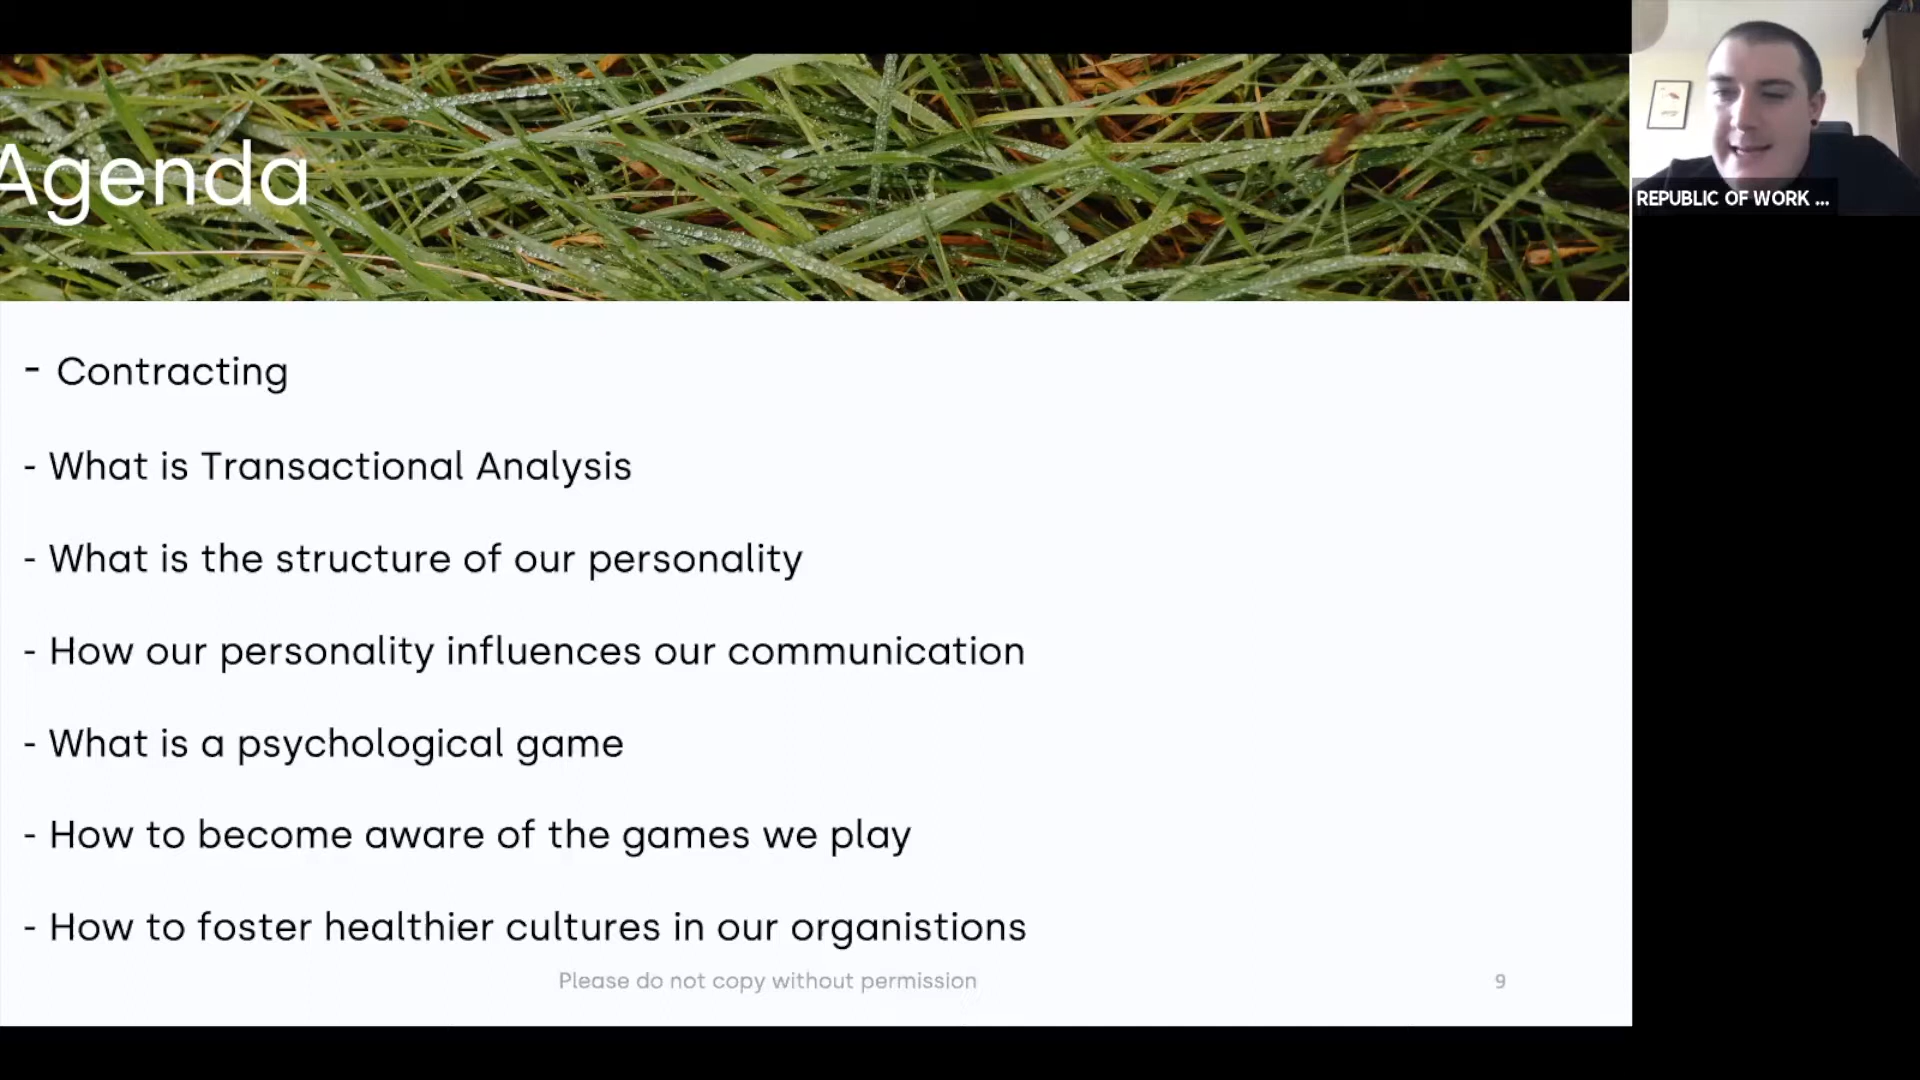 Agenda
- Contracting
- What is Transactional Analysis
- What is the structure of our personality
- How our personality influences our communication
- What is a psychological game
- How to become aware of the games we play
- How to foster healthier cultures in our organistions
Please do not copy without permission
9
REPUBLIC OF WORK ...